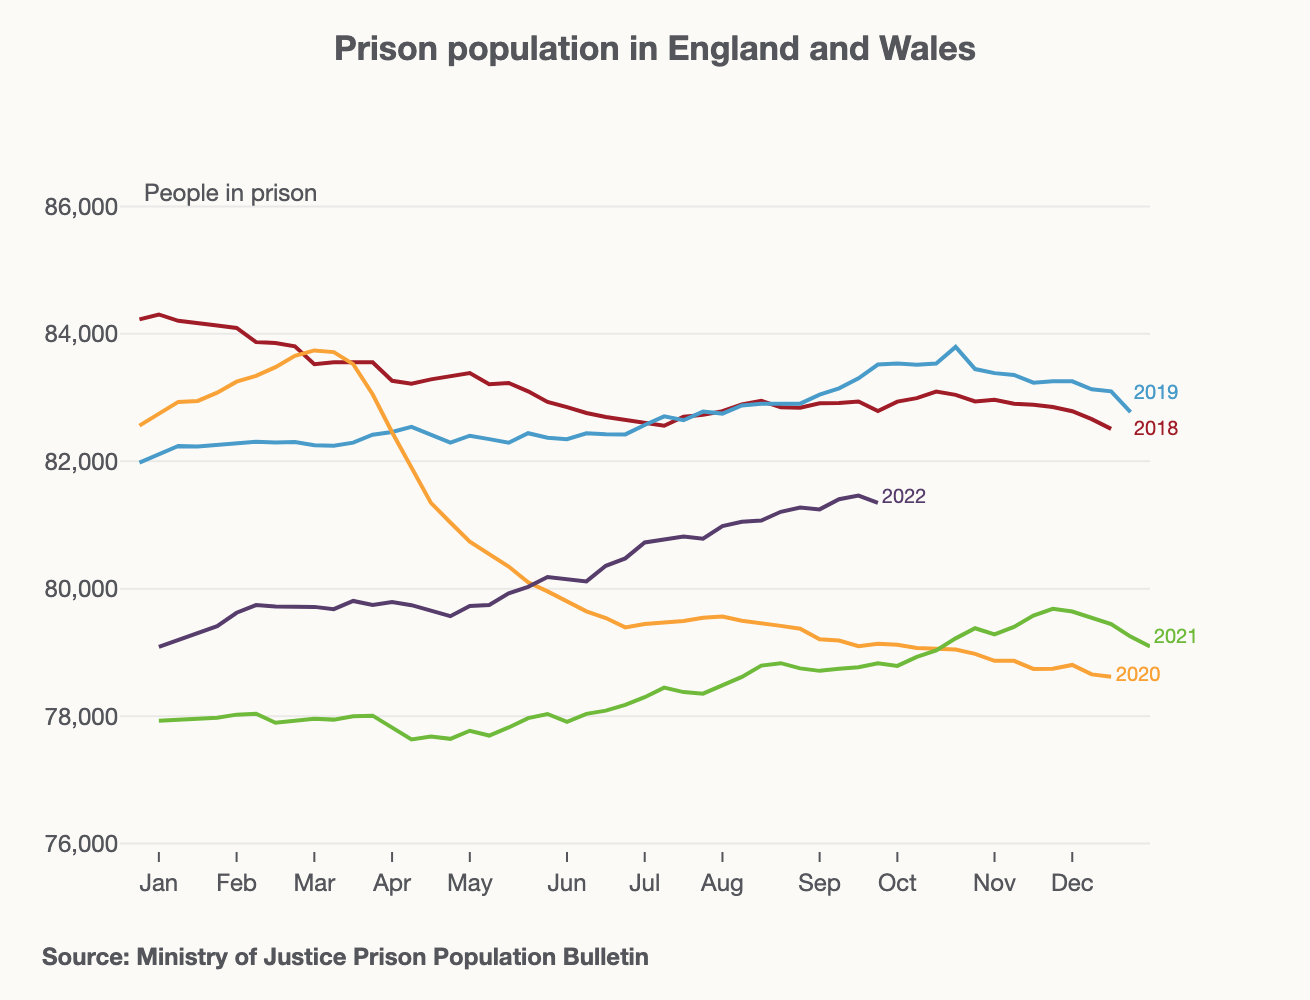 Prison population in England and Wales
People in prison
86,000
84,000
82,000
80,000
78,000
76,000
2019
2018
2022
2021
2020
Jan Feb Mar Apr May Jun Jul Aug Sep Oct Nov Dec
Source: Ministry of Justice Prison Population Bulletin